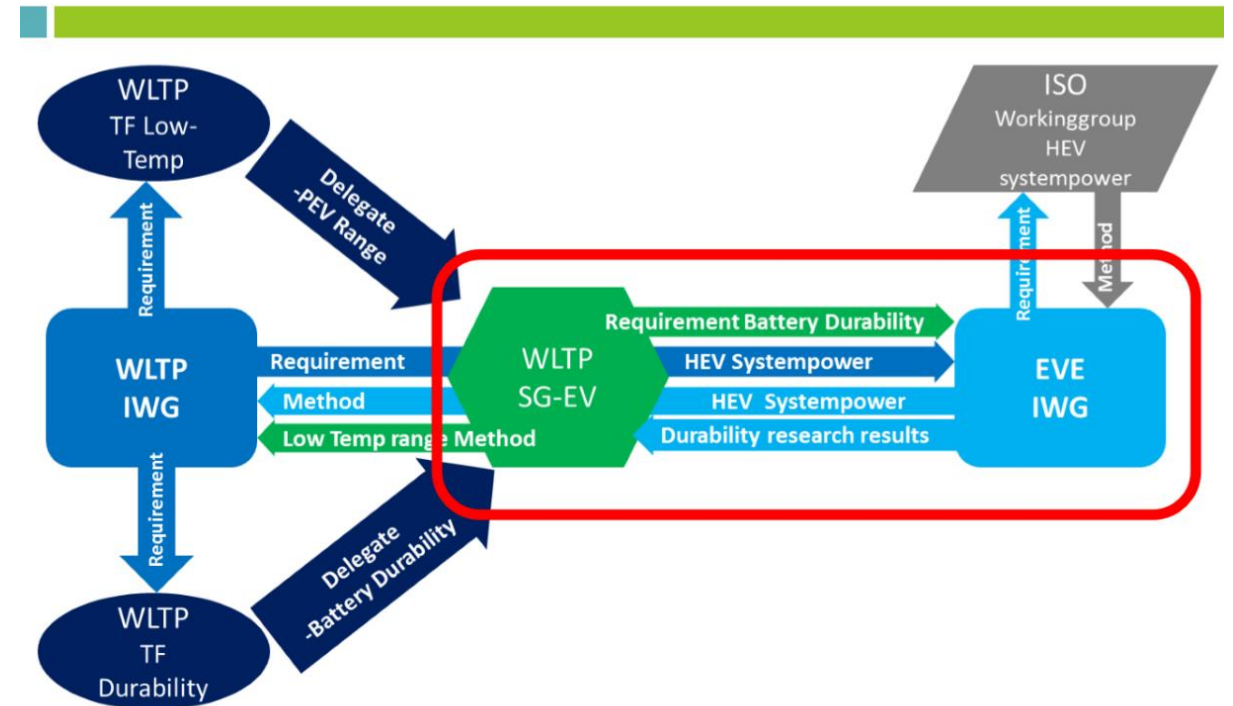 WLTP
TF Low-
Temp
Delegate
-PEV Range
ISO
Workinggroup
HEV
systempower
Requirement
Requirement
Method
WLTP
IWG
Requirement
Method
Low Temp range Method
WLTP
SG-EV
Requirement Battery Durability
HEV Systempower
HEV Systempower
Durability research results
EVE
IWG
Requirement
Delegate
-Battery Durability
WLTP
TF
Durability